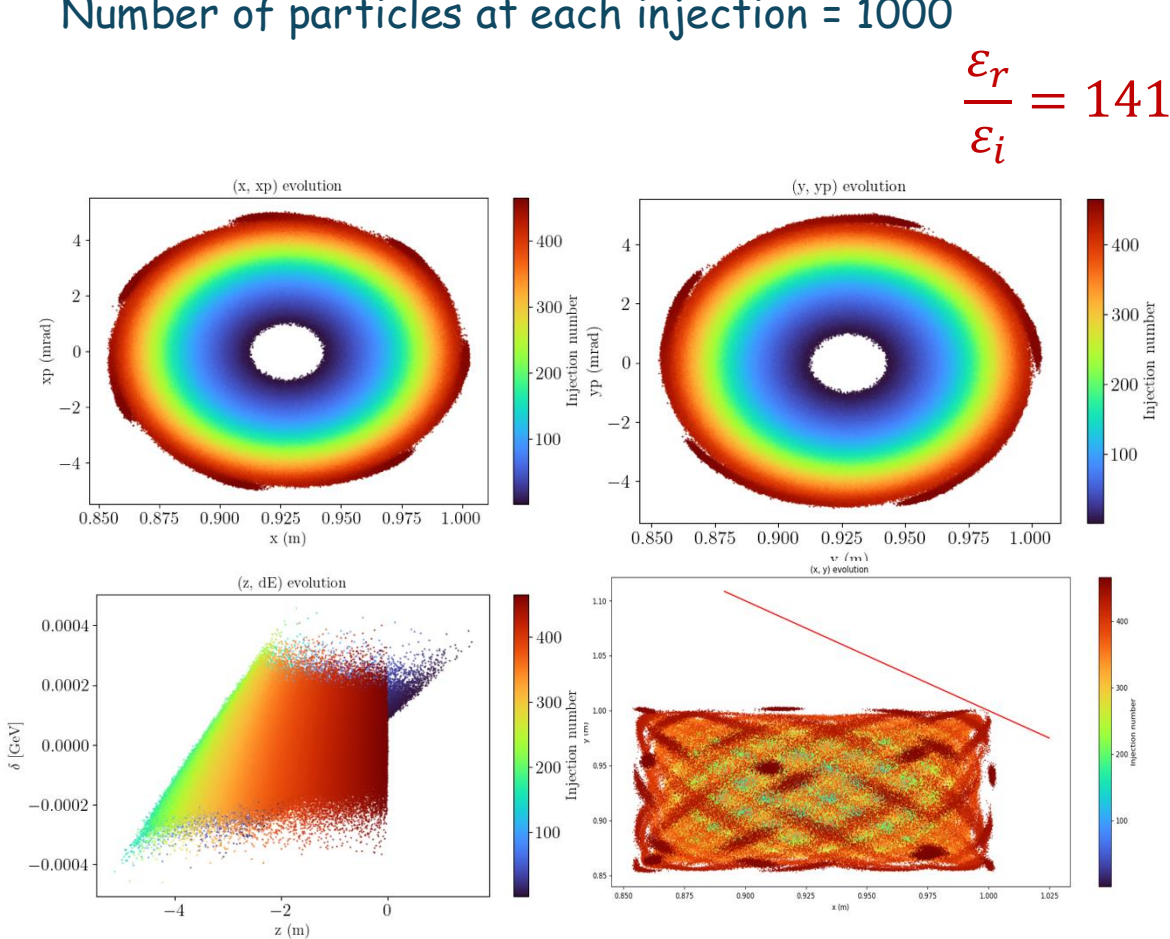 Number of particles at each injection = 1000
εr/εi = 141
(x, xp) evolution
xp (mrad)
4
2
0
−2
−4
0.850 0.875 0.900 0.925 0.950 0.975 1.000
x (m)
400
300
200
100
Injection number
(y, yp) evolution
yp (mrad)
4
2
0
−2
−4
0.850 0.875 0.900 0.925 0.950 0.975 1.000
y (m)
400
300
200
100
Injection number
(z, dE) evolution
δ [GeV]
0.0004
0.0002
0.0000
−0.0002
−0.0004
−4 −2 0
z (m)
400
300
200
100
Injection number
(x, y) evolution
y (m)
1.10
1.05
1.00
0.95
0.90
0.85
0.850 0.875 0.900 0.925 0.950 0.975 1.000 1.025
x (m)
400
300
200
100
Injection number